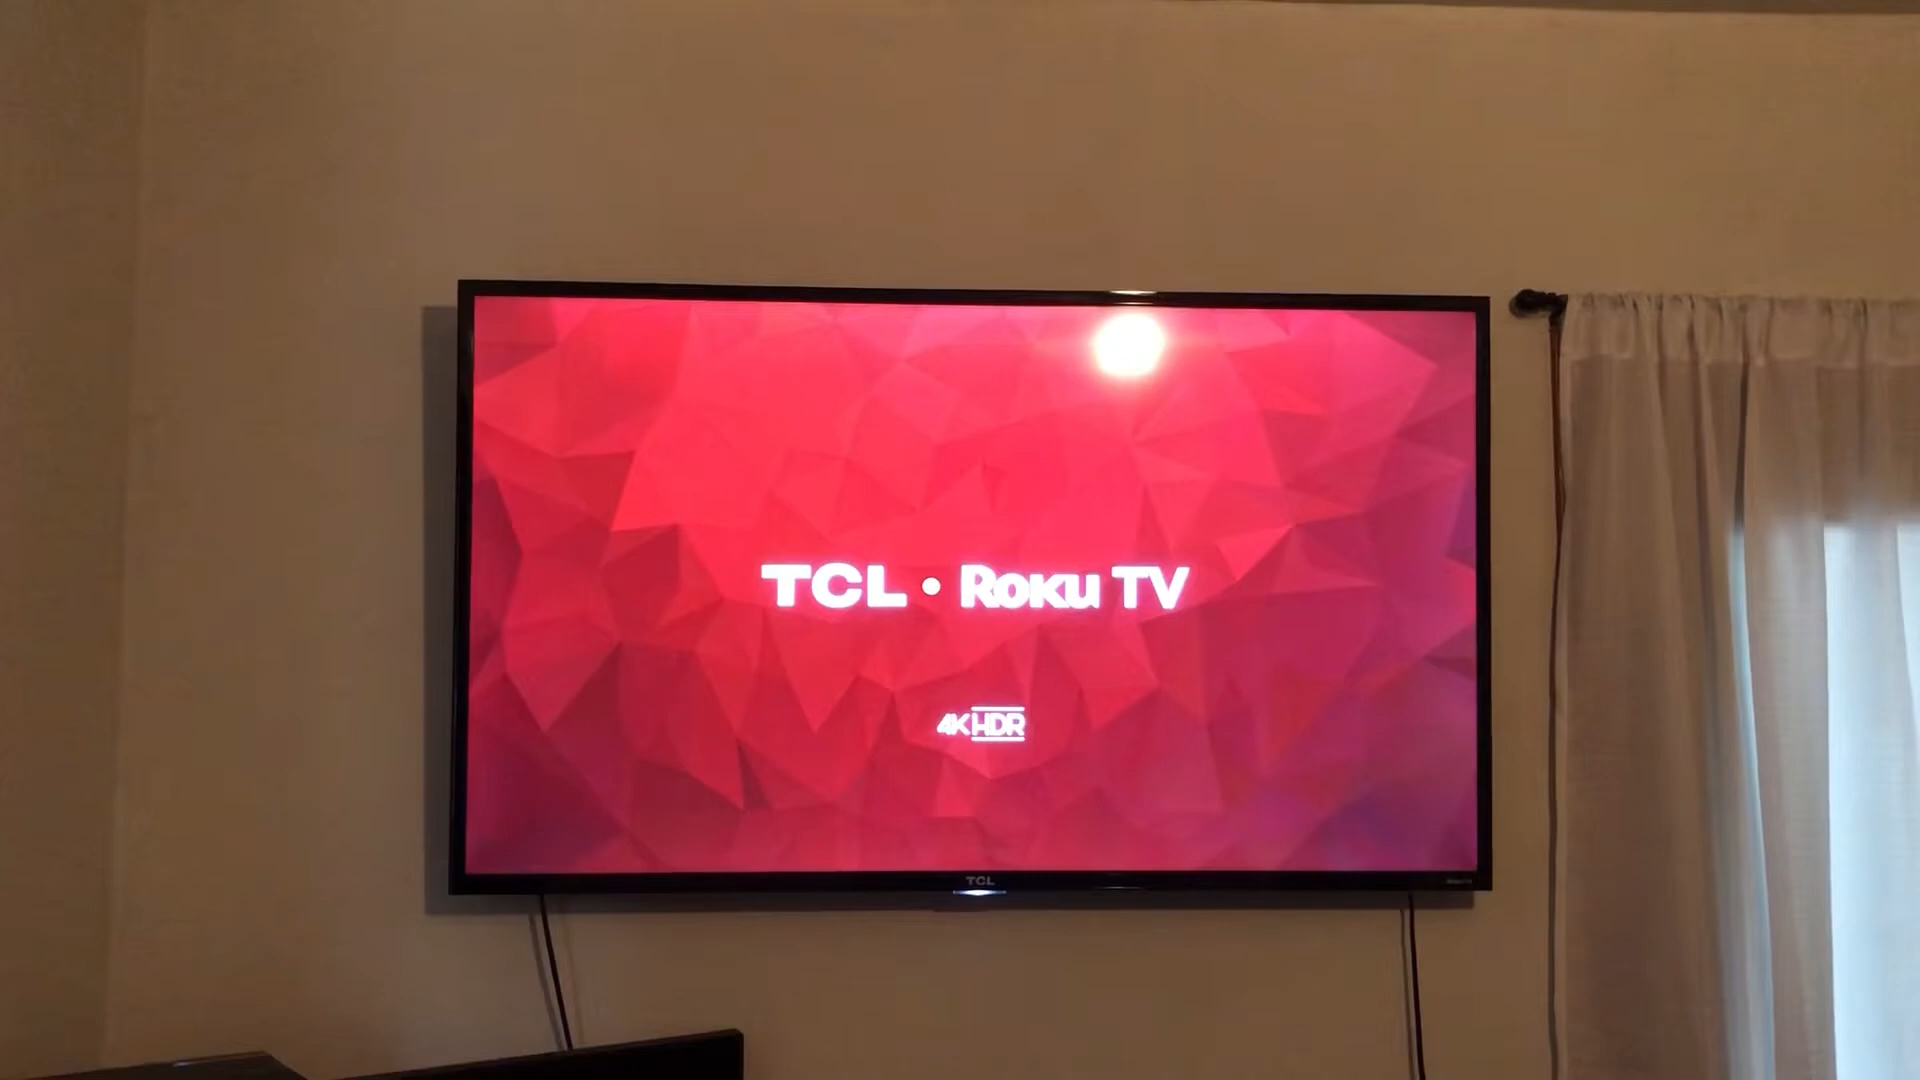 TCL • Roku TV
4K HDR
TCL